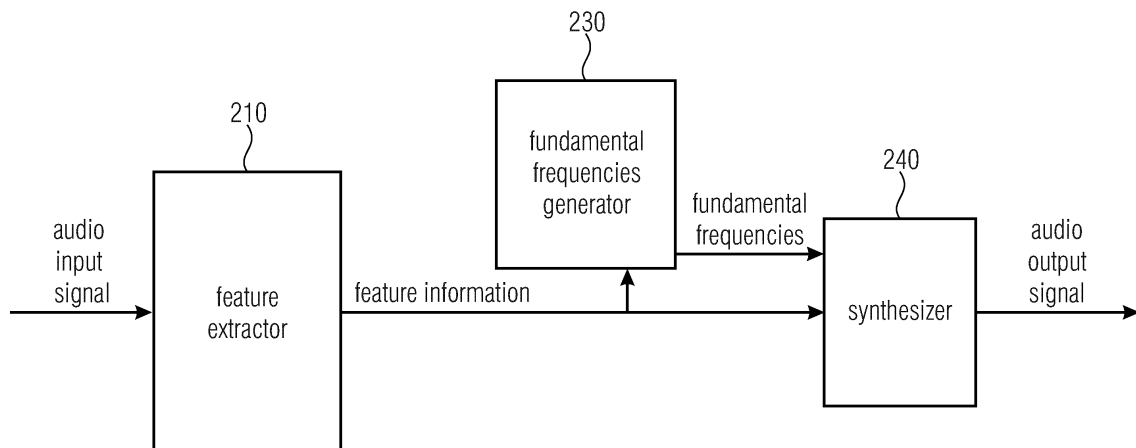 230
210
fundamental
frequencies
generator
240
fundamental
frequencies
audio
input
signal
audio
output
signal
feature information
feature
extractor
synthesizer